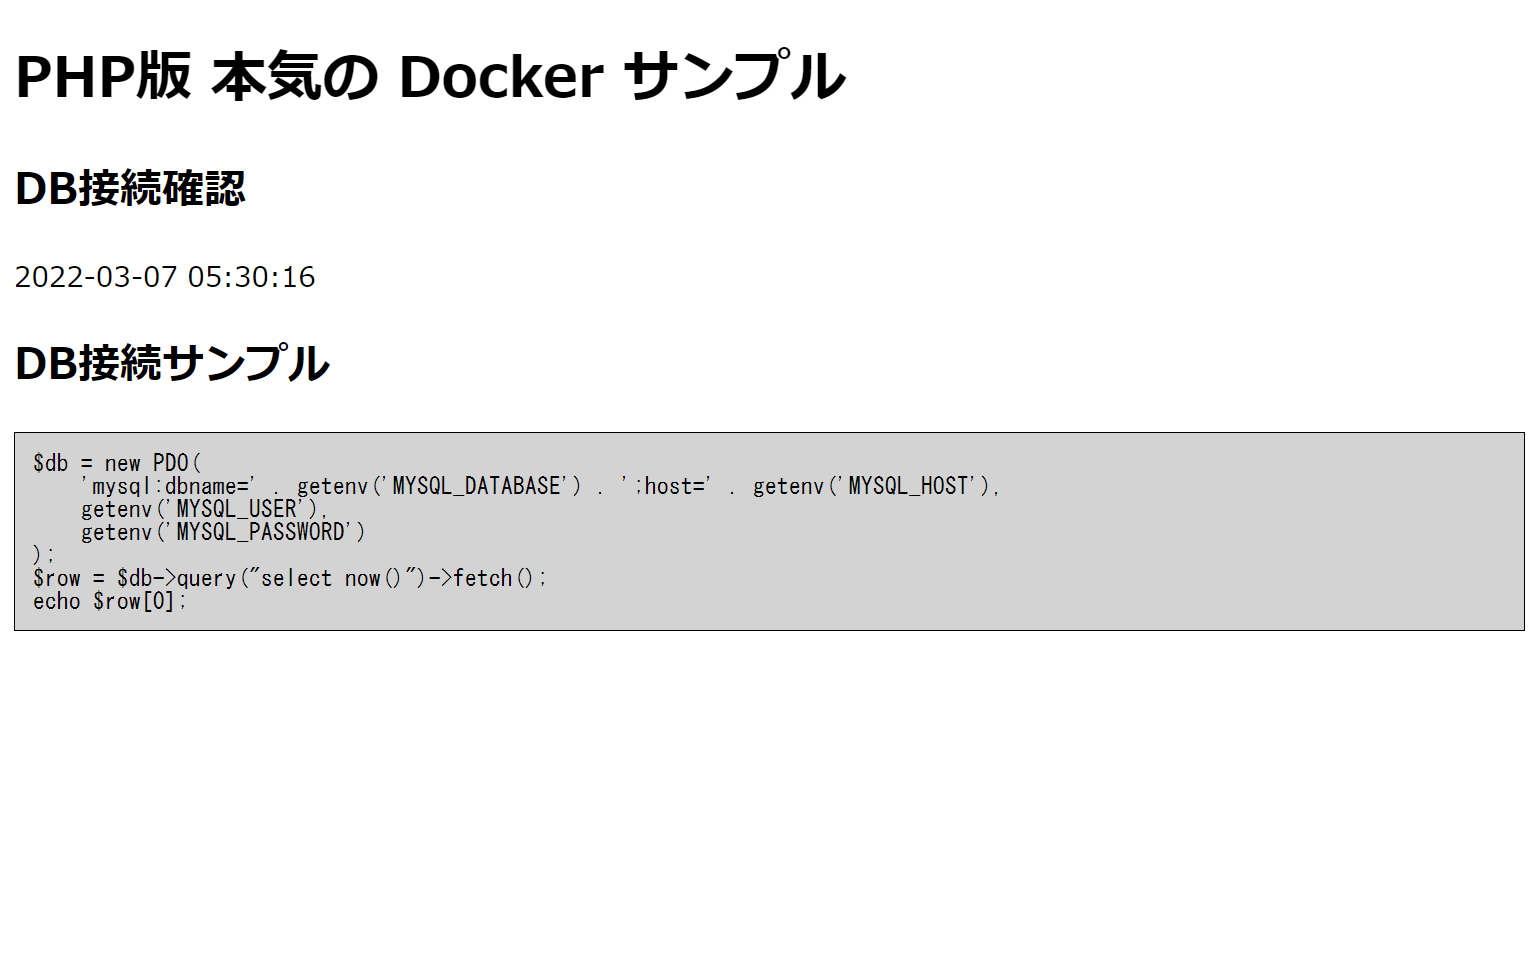 PHP版 本気の Docker サンプル
DB接続確認
2022-03-07 05:30:16
DB接続サンプル
$db = new PDO(
    'mysql:dbname=' . getenv('MYSQL_DATABASE') . ';host=' . getenv('MYSQL_HOST'),
    getenv('MYSQL_USER'),
    getenv('MYSQL_PASSWORD')
);
$row = $db->query("select now()")->fetch();
echo $row[0];